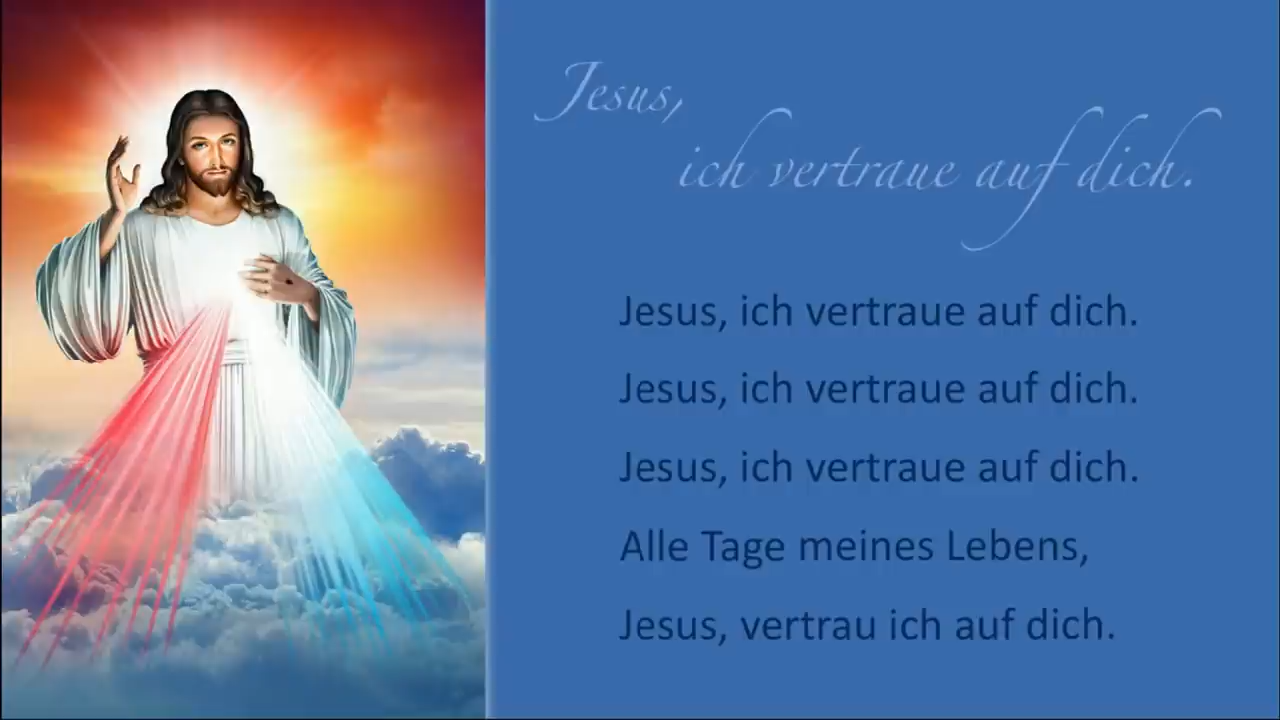 Jesus,
ich vertraue auf dich.
Jesus, ich vertraue auf dich.
Jesus, ich vertraue auf dich.
Jesus, ich vertraue auf dich.
Alle Tage meines Lebens,
Jesus, vertrau ich auf dich.